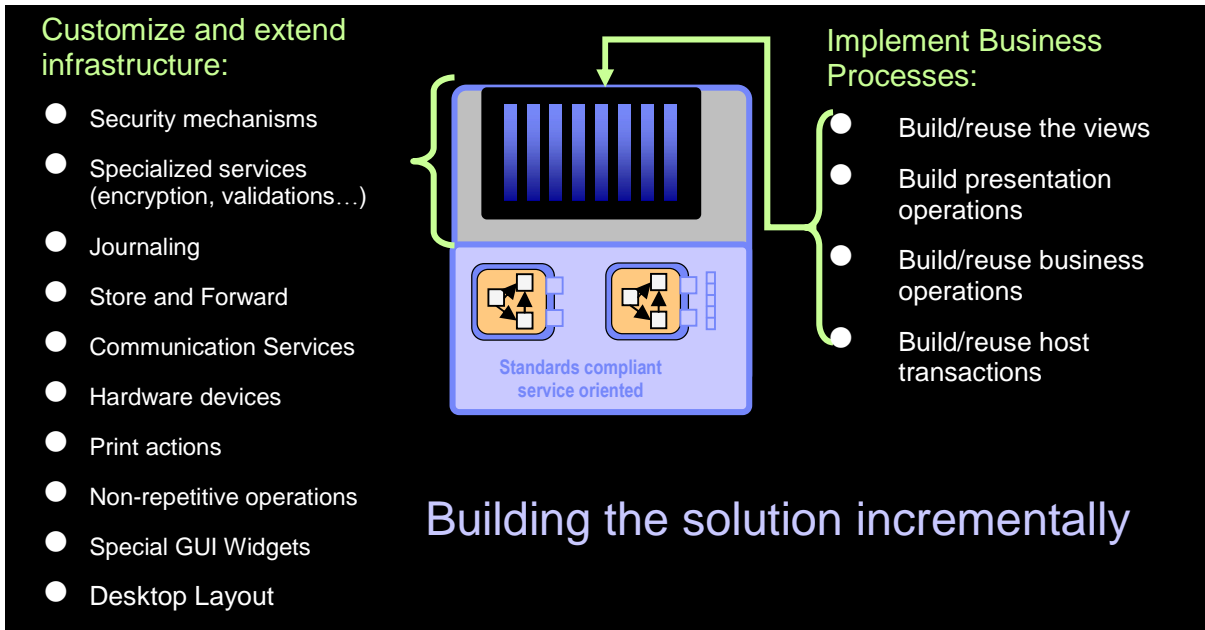 Customize and extend
infrastructure:
Security mechanisms
Specialized services
(encryption, validations…)
Journaling
Store and Forward
Communication Services
Hardware devices
Print actions
Non-repetitive operations
Special GUI Widgets
Desktop Layout
Standards compliant
service oriented
Implement Business
Processes:
Build/reuse the views
Build presentation
operations
Build/reuse business
operations
Build/reuse host
transactions
Building the solution incrementally